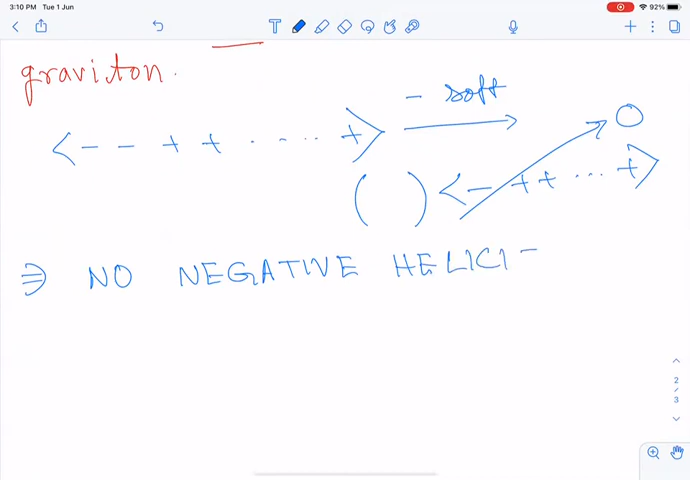 3:10 PM Tue 1 Jun
92%
graviton.
<- - + + · - ·· +> - soft
( ) <- + + ··· +> O
⇒ NO NEGATIVE HELICI
2
/
3